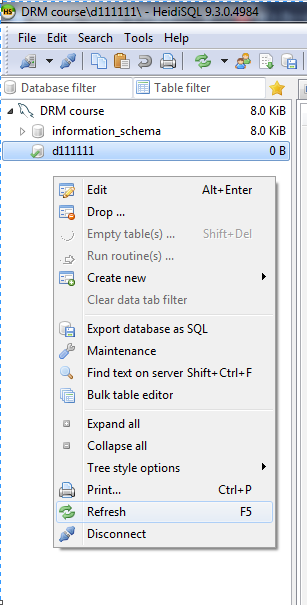 DRM course\d111111\ - HeidiSQL 9.3.0.4984
File Edit Search Tools Help
Database filter Table filter
DRM course 8.0 KiB
information_schema 8.0 KiB
d111111 0 B
Edit Alt+Enter
Drop ...
Empty table(s) ... Shift+Del
Run routine(s) ...
Create new
Clear data tab filter
Export database as SQL
Maintenance
Find text on server Shift+Ctrl+F
Bulk table editor
Expand all
Collapse all
Tree style options
Print... Ctrl+P
Refresh F5
Disconnect